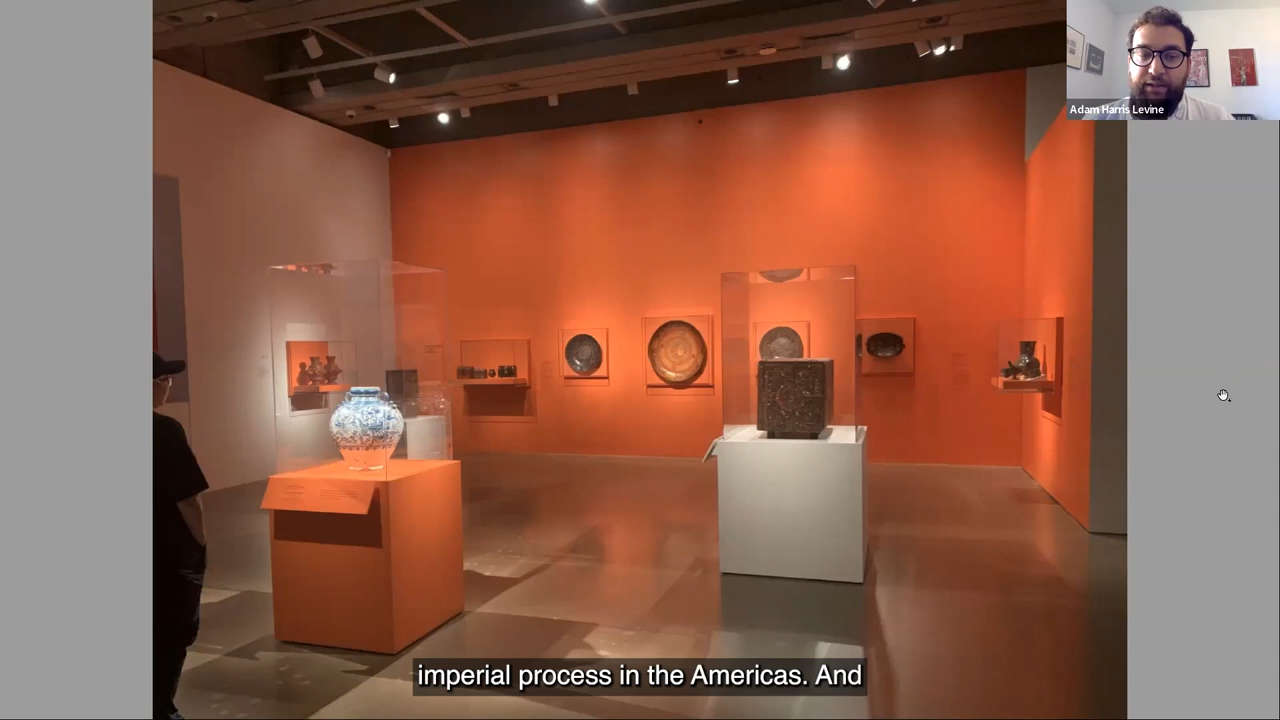 Adam Harris Levine
imperial process in the Americas. And